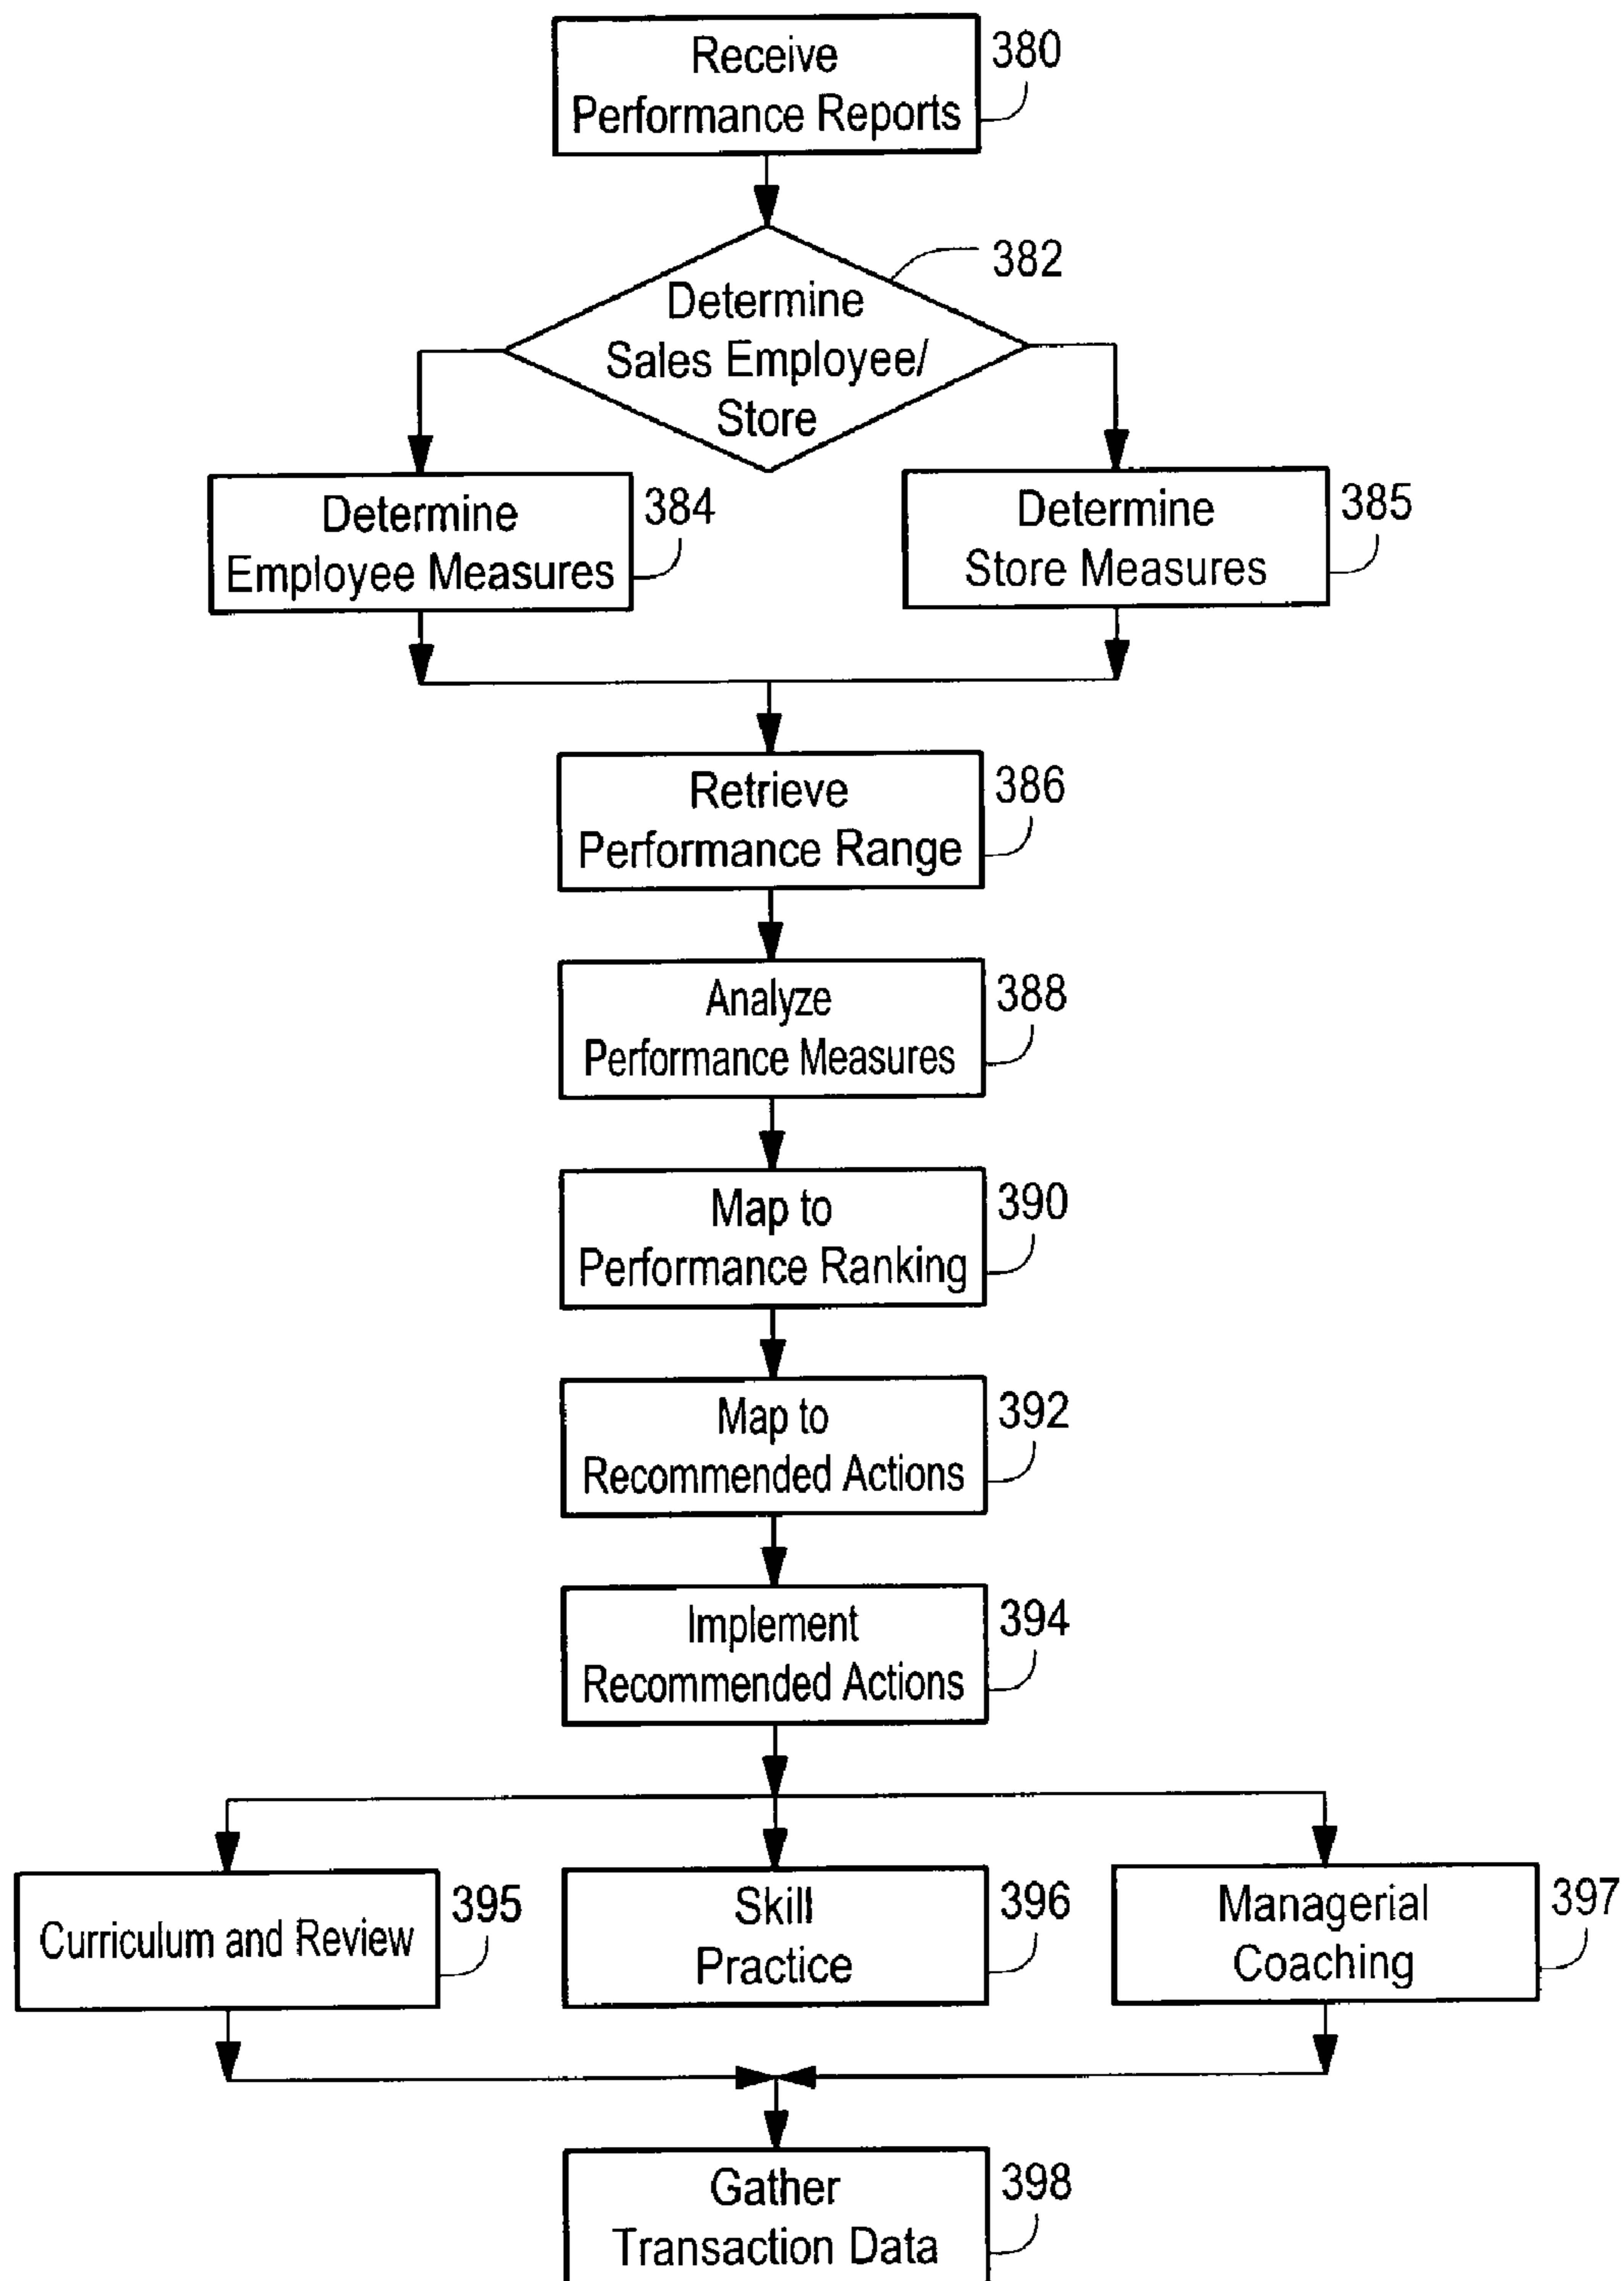 Receive
Performance Reports
380
Determine
Sales Employee/
Store
382
Determine
Employee Measures
384
Determine
Store Measures
385
Retrieve
Performance Range
386
Analyze
Performance Measures
388
Map to
Performance Ranking
390
Map to
Recommended Actions
392
Implement
Recommended Actions
394
Curriculum and Review
395
Skill
Practice
396
Managerial
Coaching
397
Gather
Transaction Data
398